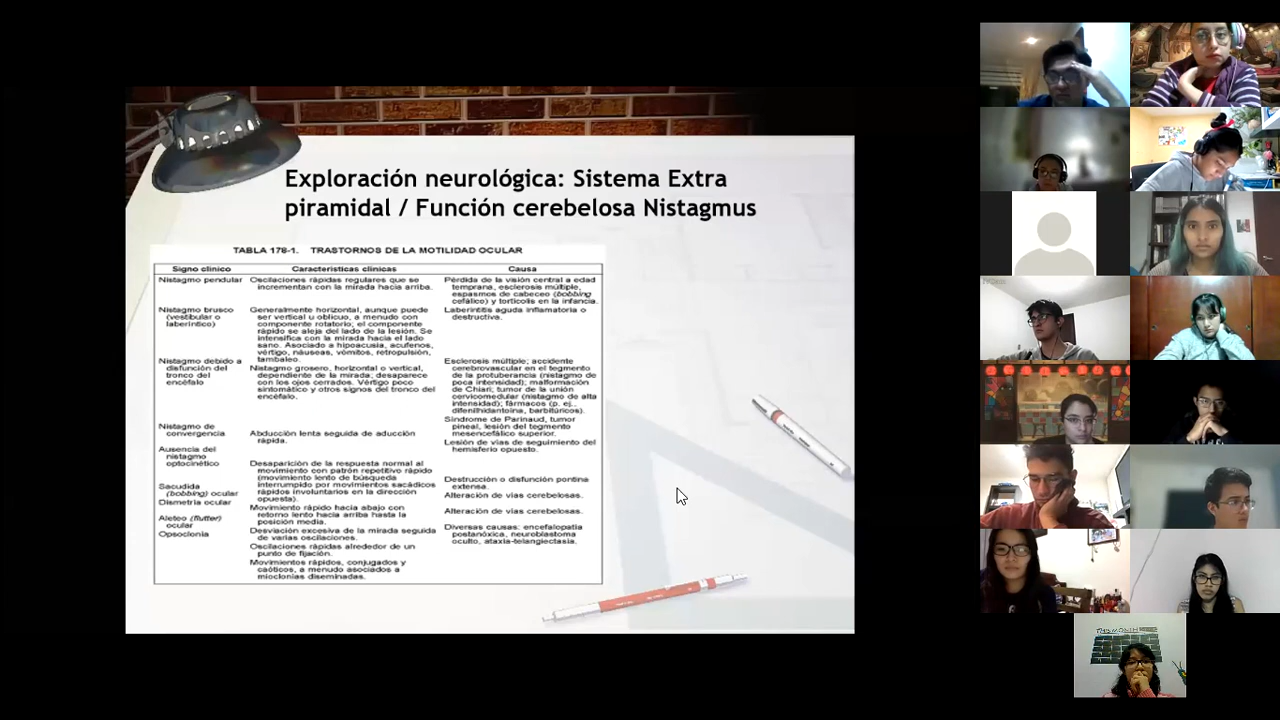 Exploración neurológica: Sistema Extra
piramidal / Función cerebelosa Nistagmus
TABLA 178-1. TRASTORNOS DE LA MOTILIDAD OCULAR
Signo clínico
Características clínicas
Causa
Nistagmo pendular
Oscilaciones rápidas regulares que se
incrementan con la mirada hacia arriba.
Pérdida de la visión central a edad
temprana, esclerosis múltiple,
espasmos de cabeceo (bobbing
cefálico) y tortícolis en la infancia.
Nistagmo brusco
(vestibular o
laberíntico)
Generalmente horizontal, aunque puede
ser vertical u oblicuo, a menudo con
componente rotatorio; el componente
rápido se aleja del lado de la lesión. Se
intensifica con la mirada hacia el lado
sano. Asociado a hipoacusia, acufenos,
vértigo, náuseas, vómitos, retropulsión,
tambaleo.
Laberintitis aguda inflamatoria o
destructiva.
Nistagmo debido a
disfunción del
tronco del
encéfalo
Nistagmo grosero, horizontal o vertical,
dependiente de la mirada; desaparece
con los ojos cerrados. Vértigo poco
sintomático y otros signos del tronco del
encéfalo.
Esclerosis múltiple; accidente
cerebrovascular en el tegmento
de la protuberancia (nistagmo de
poca intensidad); malformación
de Chiari; tumor de la unión
cervicomedular (nistagmo de alta
intensidad); fármacos (p. ej.,
difenilhidantoína, barbitúricos).
Nistagmo de
convergencia
Abducción lenta seguida de aducción
rápida.
Síndrome de Parinaud, tumor
pineal, lesión del tegmento
mesencefálico superior.
Ausencia del
nistagmo
optocinético
Desaparición de la respuesta normal al
movimiento con patrón repetitivo rápido
(movimiento lento de búsqueda
interrumpido por movimientos sacádicos
rápidos involuntarios en la dirección
opuesta).
Lesión de vías de seguimiento del
hemisferio opuesto.
Sacudida
(bobbing) ocular
Movimiento rápido hacia abajo con
retorno lento hacia arriba hasta la
posición media.
Destrucción o disfunción pontina
extensa.
Dismetría ocular
Desviación excesiva de la mirada seguida
de varias oscilaciones.
Alteración de vías cerebelosas.
Aleteo (flutter)
ocular
Oscilaciones rápidas alrededor de un
punto de fijación.
Alteración de vías cerebelosas.
Opsoclonía
Movimientos rápidos, conjugados y
caóticos, a menudo asociados a
mioclonías diseminadas.
Diversas causas: encefalopatía
postanóxica, neuroblastoma
oculto, ataxia-telangiectasia.
THIS MONTH